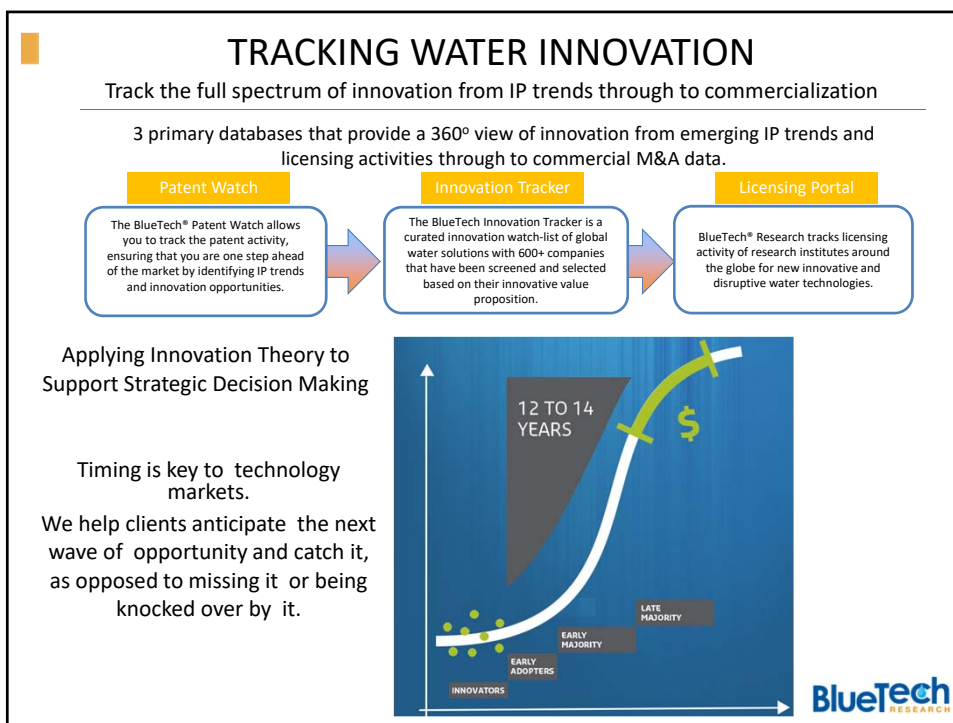 TRACKING WATER INNOVATION
Track the full spectrum of innovation from IP trends through to commercialization
3 primary databases that provide a 360º view of innovation from emerging IP trends and
licensing activities through to commercial M&A data.
Patent Watch
The BlueTech® Patent Watch allows
you to track the patent activity,
ensuring that you are one step ahead
of the market by identifying IP trends
and innovation opportunities.
Innovation Tracker
The BlueTech Innovation Tracker is a
curated innovation watch-list of global
water solutions with 600+ companies
that have been screened and selected
based on their innovative value
proposition.
Licensing Portal
BlueTech® Research tracks licensing
activity of research institutes around
the globe for new innovative and
disruptive water technologies.
Applying Innovation Theory to
Support Strategic Decision Making
Timing is key to technology
markets.
We help clients anticipate the next
wave of opportunity and catch it,
as opposed to missing it or being
knocked over by it.
12 TO 14
YEARS
$
LATE
MAJORITY
EARLY
MAJORITY
EARLY
ADOPTERS
INNOVATORS
BlueTech
RESEARCH